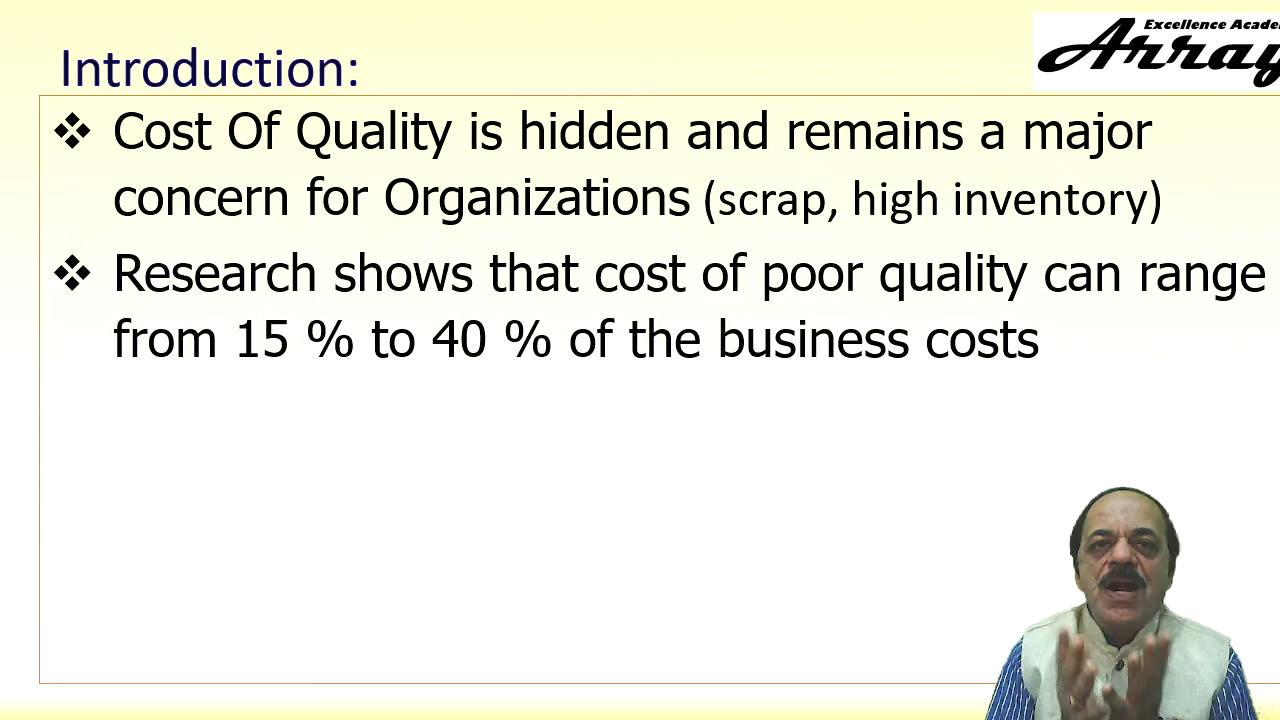 Introduction:
Excellence Acade
Array
❖ Cost Of Quality is hidden and remains a major
concern for Organizations (scrap, high inventory)
❖ Research shows that cost of poor quality can range
from 15 % to 40 % of the business costs